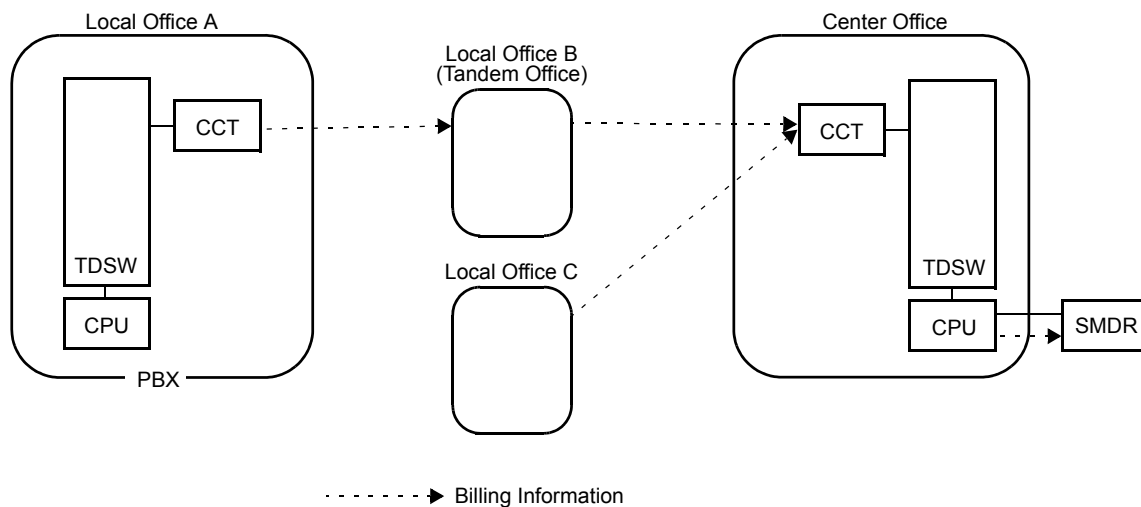 Local Office A
Center Office
Local Office B
(Tandem Office)
CCT
CCT
TDSW
Local Office C
TDSW
CPU
CPU
SMDR
PBX
Billing Information